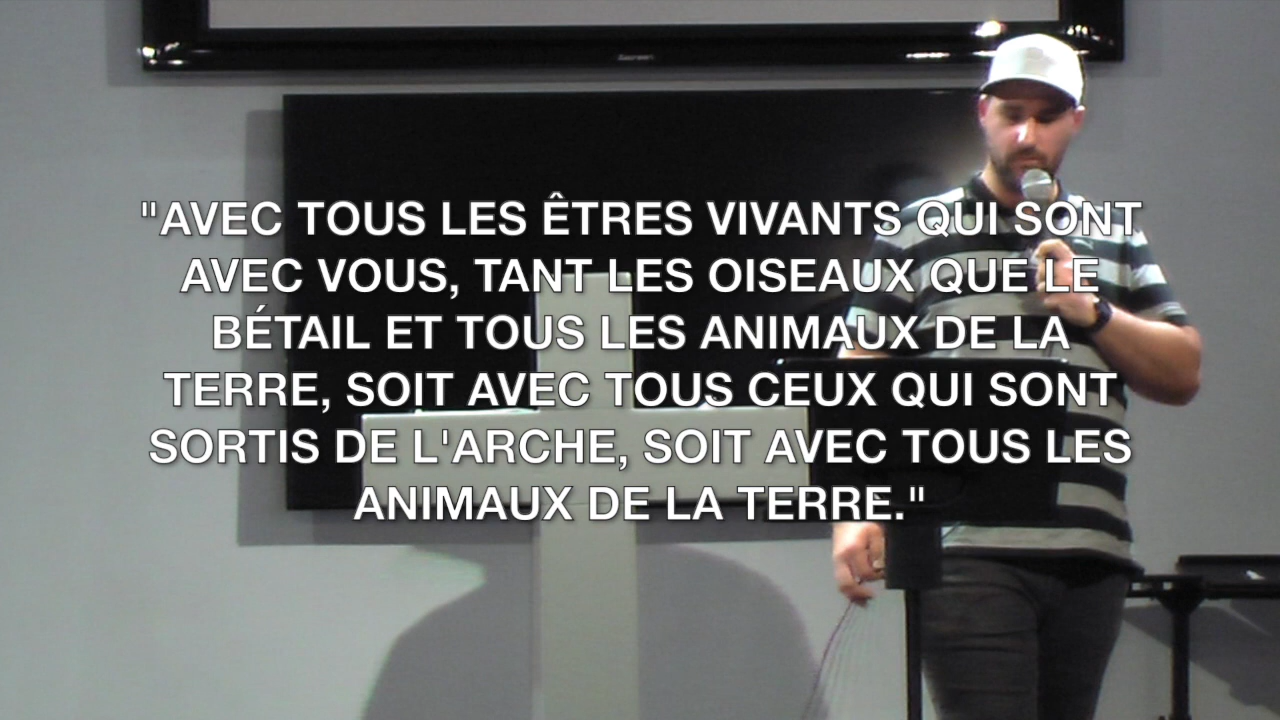 "AVEC TOUS LES ÊTRES VIVANTS QUI SONT
AVEC VOUS, TANT LES OISEAUX QUE LE
BÉTAIL ET TOUS LES ANIMAUX DE LA
TERRE, SOIT AVEC TOUS CEUX QUI SONT
SORTIS DE L'ARCHE, SOIT AVEC TOUS LES
ANIMAUX DE LA TERRE."